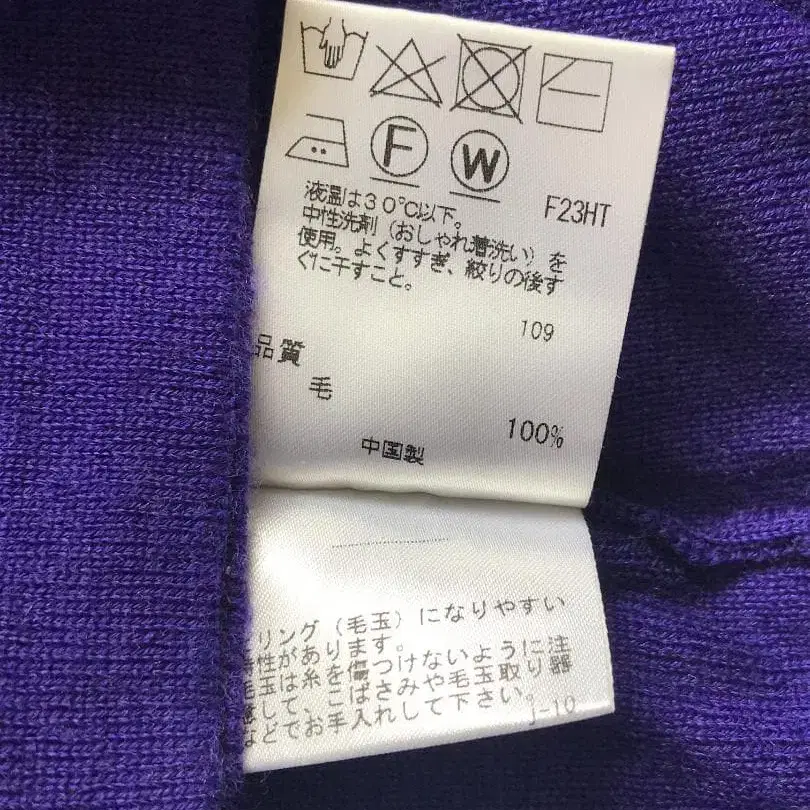 F
W
F23HT
液温は30℃以下。
中性洗剤（おしゃれ着洗い）を
使用。よくすすぎ、絞りの後す
ぐに干すこと。
109
品質
毛 100%
中国製
リング（毛玉）になりやすい
特性があります。
毛玉は糸を傷つけないように注
意して、こばさみや毛玉取り器
などでお手入れして下さい。
J-10